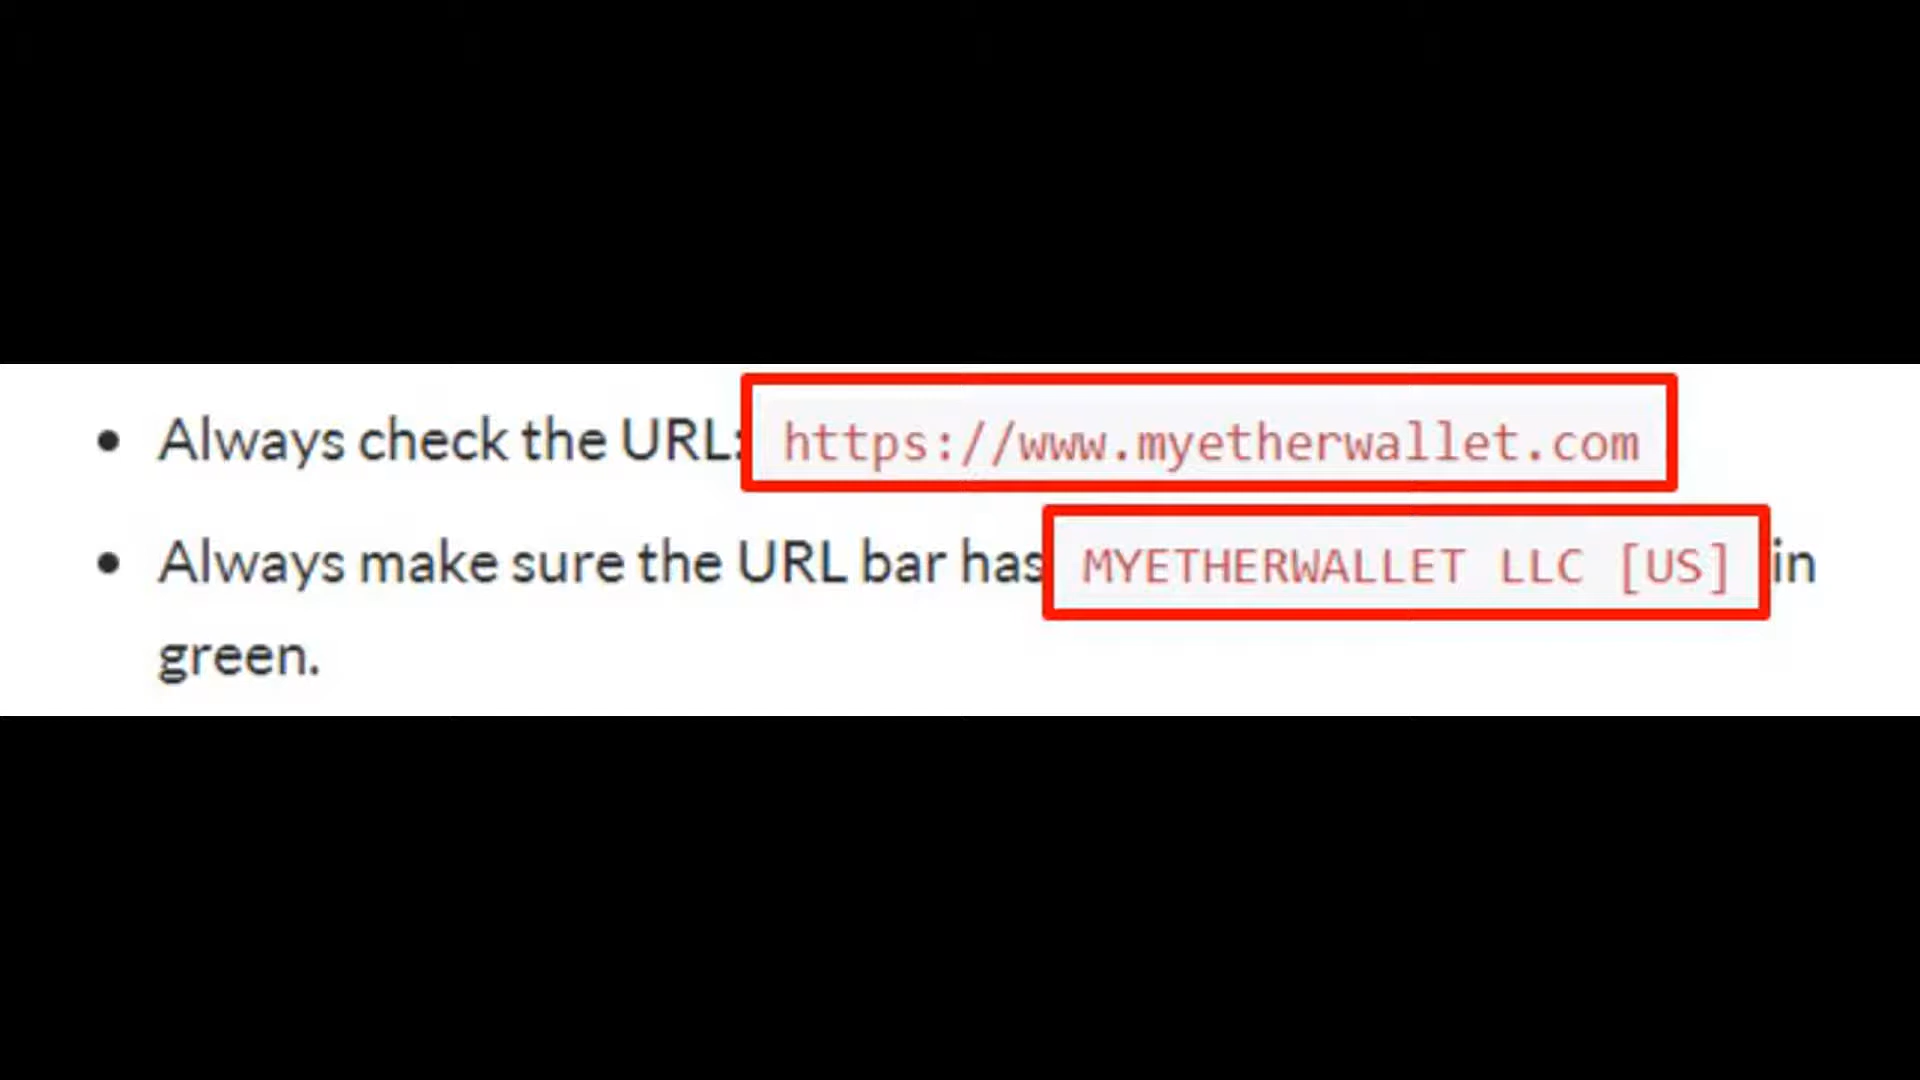 • Always check the URL: https://www.myetherwallet.com
• Always make sure the URL bar has MYETHERWALLET LLC [US] in
green.